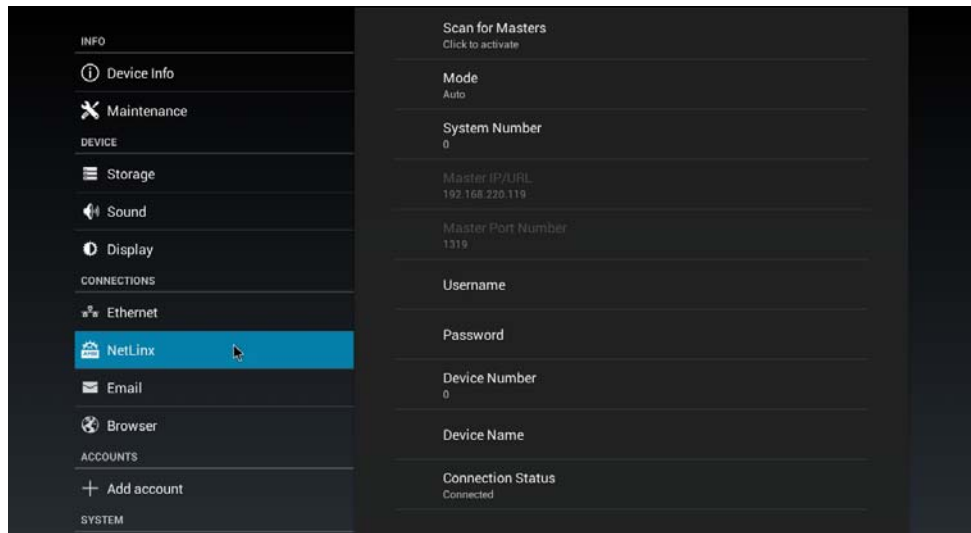 INFO
Device Info
Maintenance
DEVICE
Storage
Sound
Display
CONNECTIONS
Ethernet
NetLinx
Email
Browser
ACCOUNTS
Add account
SYSTEM
Scan for Masters
Click to activate
Mode
Auto
System Number
0
Master IP/URL
192.168.220.119
Master Port Number
1319
Username
Password
Device Number
0
Device Name
Connection Status
Connected